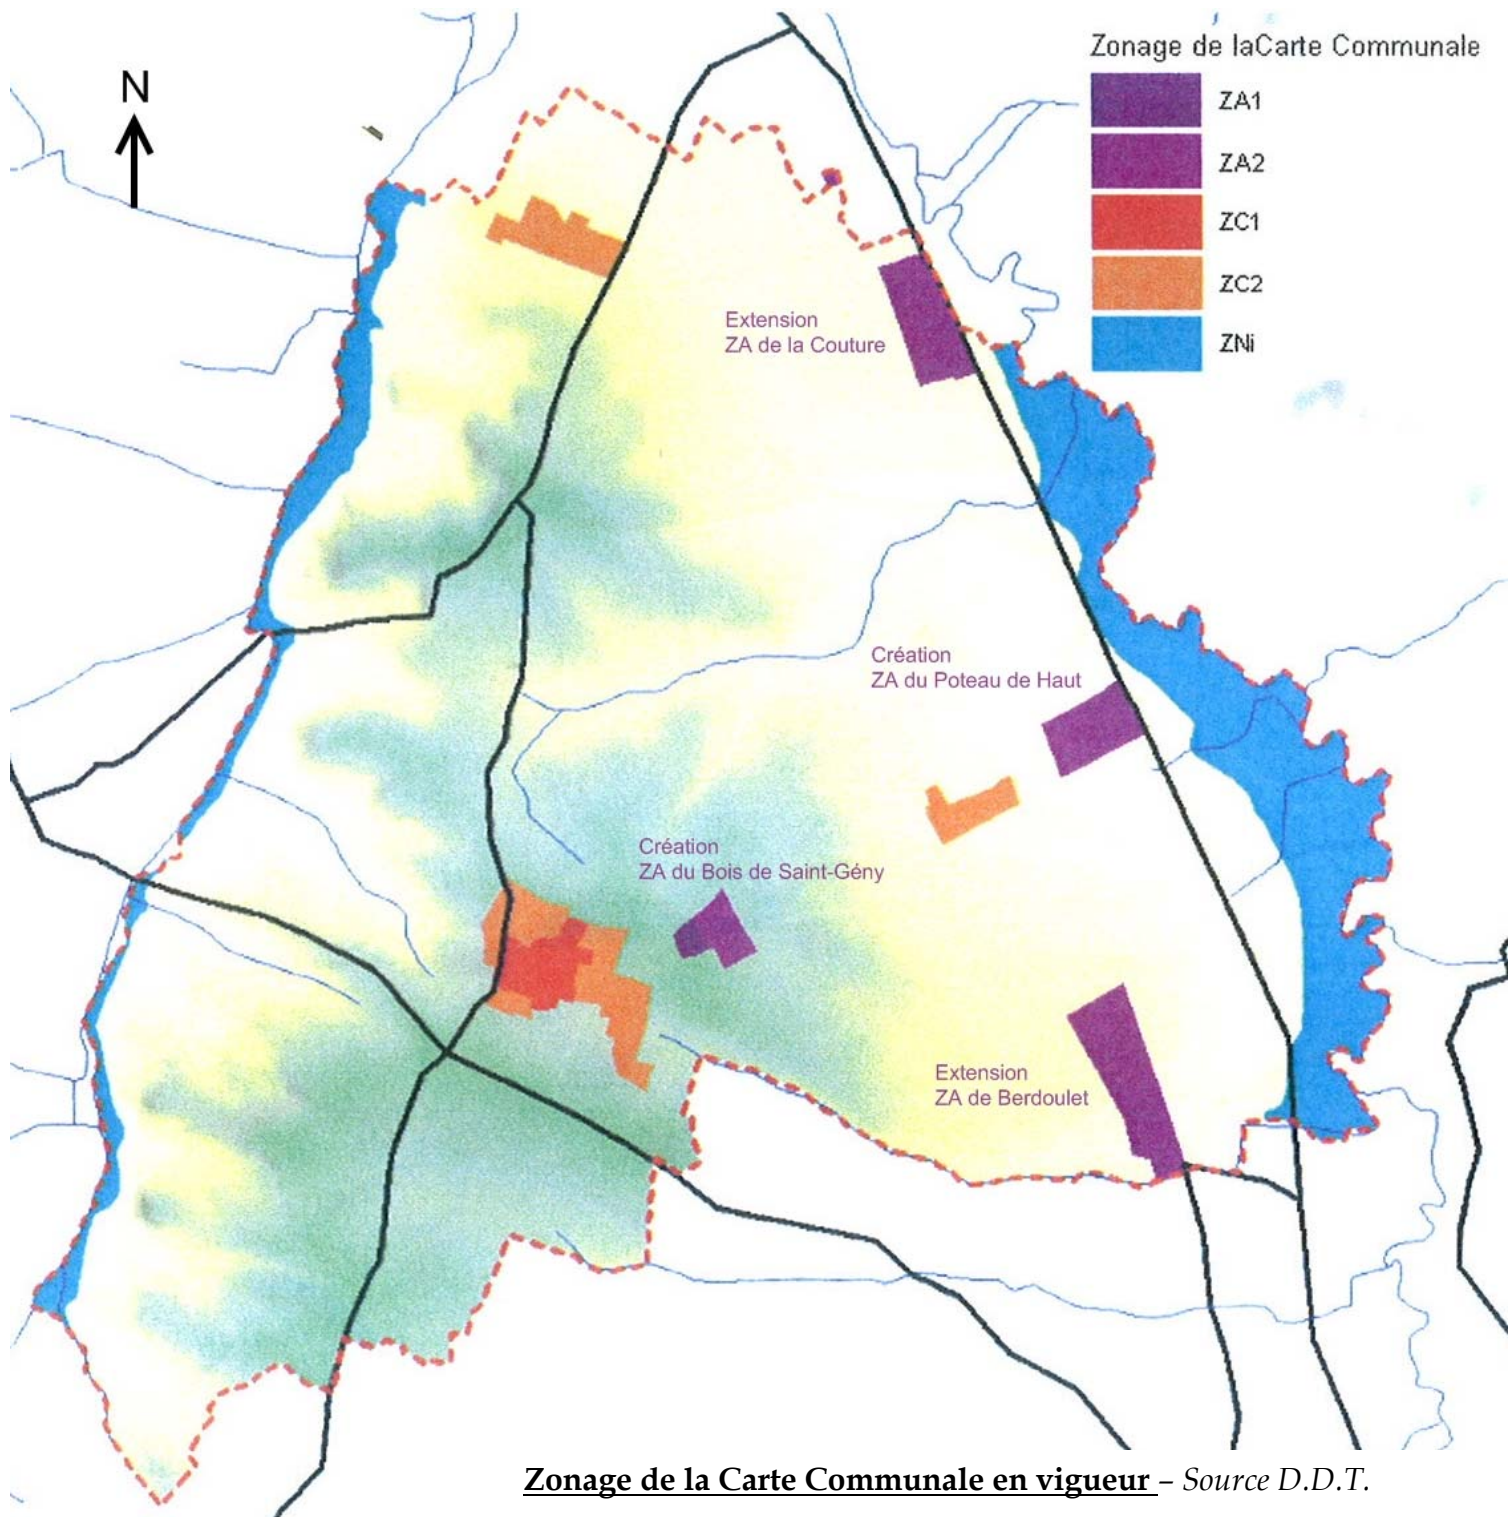 Zonage de laCarte Communale
N
ZA1
ZA2
ZC1
ZC2
ZNi
Extension
ZA de la Couture
Création
ZA du Poteau de Haut
Création
ZA du Bois de Saint-Gény
Extension
ZA de Berdoulet
Zonage de la Carte Communale en vigueur – Source D.D.T.